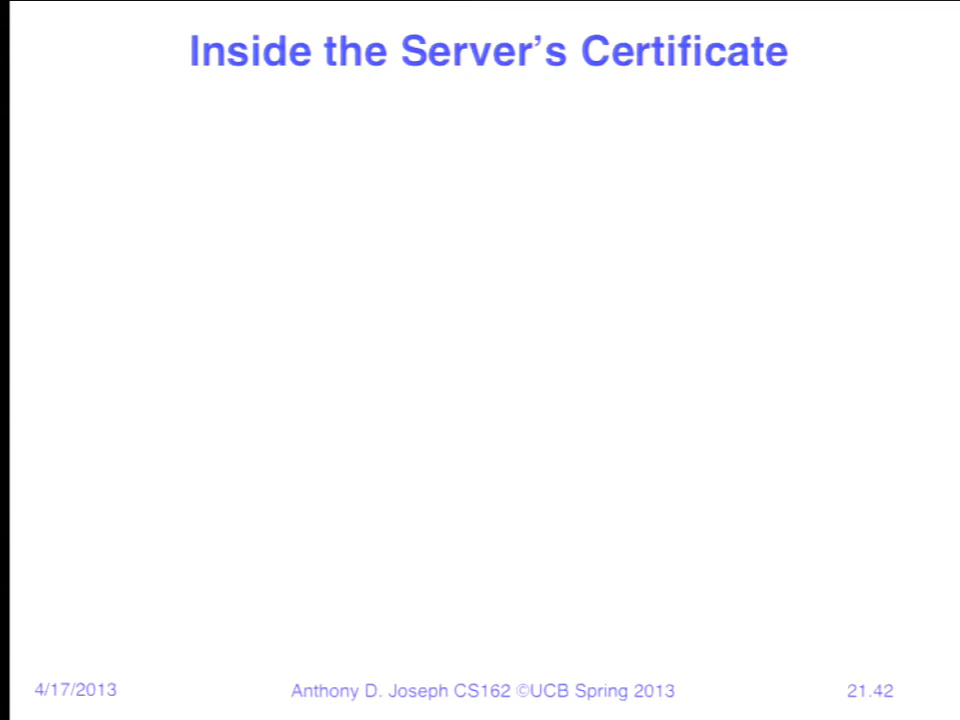 Inside the Server’s Certificate
4/17/2013
Anthony D. Joseph CS162 ©UCB Spring 2013
21.42